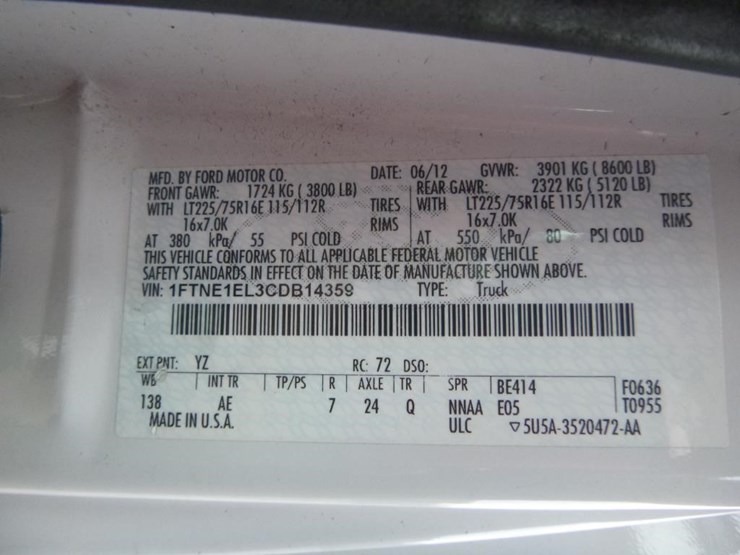 MFD. BY FORD MOTOR CO. DATE: 06/12 GVWR: 3901 KG ( 8600 LB)
FRONT GAWR: 1724 KG ( 3800 LB) REAR GAWR: 2322 KG ( 5120 LB)
WITH LT225/75R16E 115/112R TIRES WITH LT225/75R16E 115/112R TIRES
16x7.0K RIMS 16x7.0K RIMS
AT 380 kPa/ 55 PSI COLD AT 550 kPa/ 80 PSI COLD
THIS VEHICLE CONFORMS TO ALL APPLICABLE FEDERAL MOTOR VEHICLE
SAFETY STANDARDS IN EFFECT ON THE DATE OF MANUFACTURE SHOWN ABOVE.
VIN: 1FTNE1EL3CDB14359 TYPE: Truck
EXT PNT: YZ RC: 72 DSO:
WB INT TR TP/PS R AXLE TR SPR BE414 F0636
138 AE 7 24 Q NNAA E05 T0955
MADE IN U.S.A. ULC ▽5U5A-3520472-AA